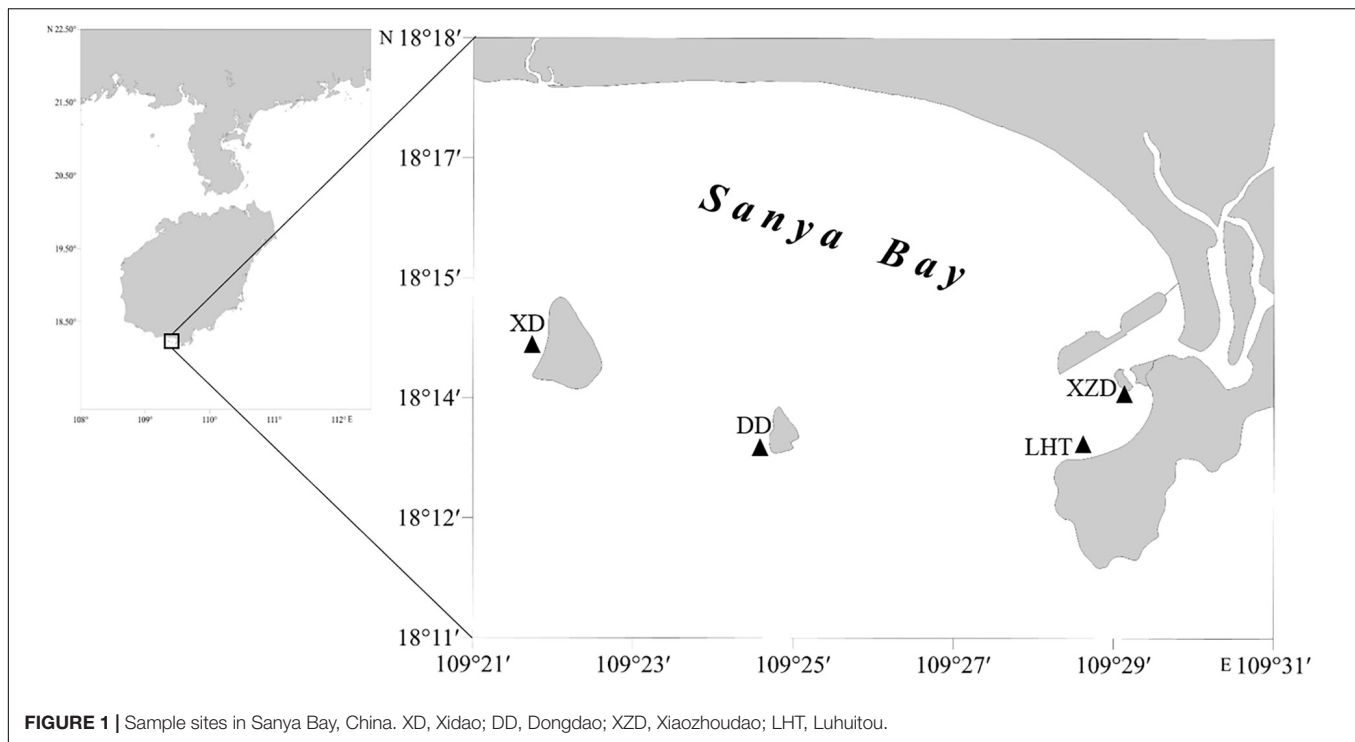 N 22.50°
21.50°
20.50°
19.50°
18.50°
108°
109°
110°
111°
112°E
N 18°18′
18°17′
18°15′
18°14′
18°12′
18°11′
109°21′
109°23′
109°25′
109°27′
109°29′
E 109°31′
Sanya Bay
XD
DD
XZD
LHT
FIGURE 1 | Sample sites in Sanya Bay, China. XD, Xidao; DD, Dongdao; XZD, Xiaozhoudao; LHT, Luhuitou.